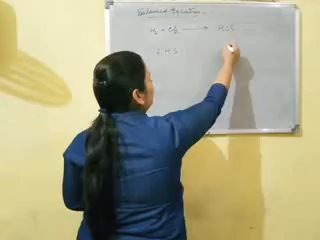 Balanced Equation
H₂ + Cl₂ ⟶ HCl
L.H.S